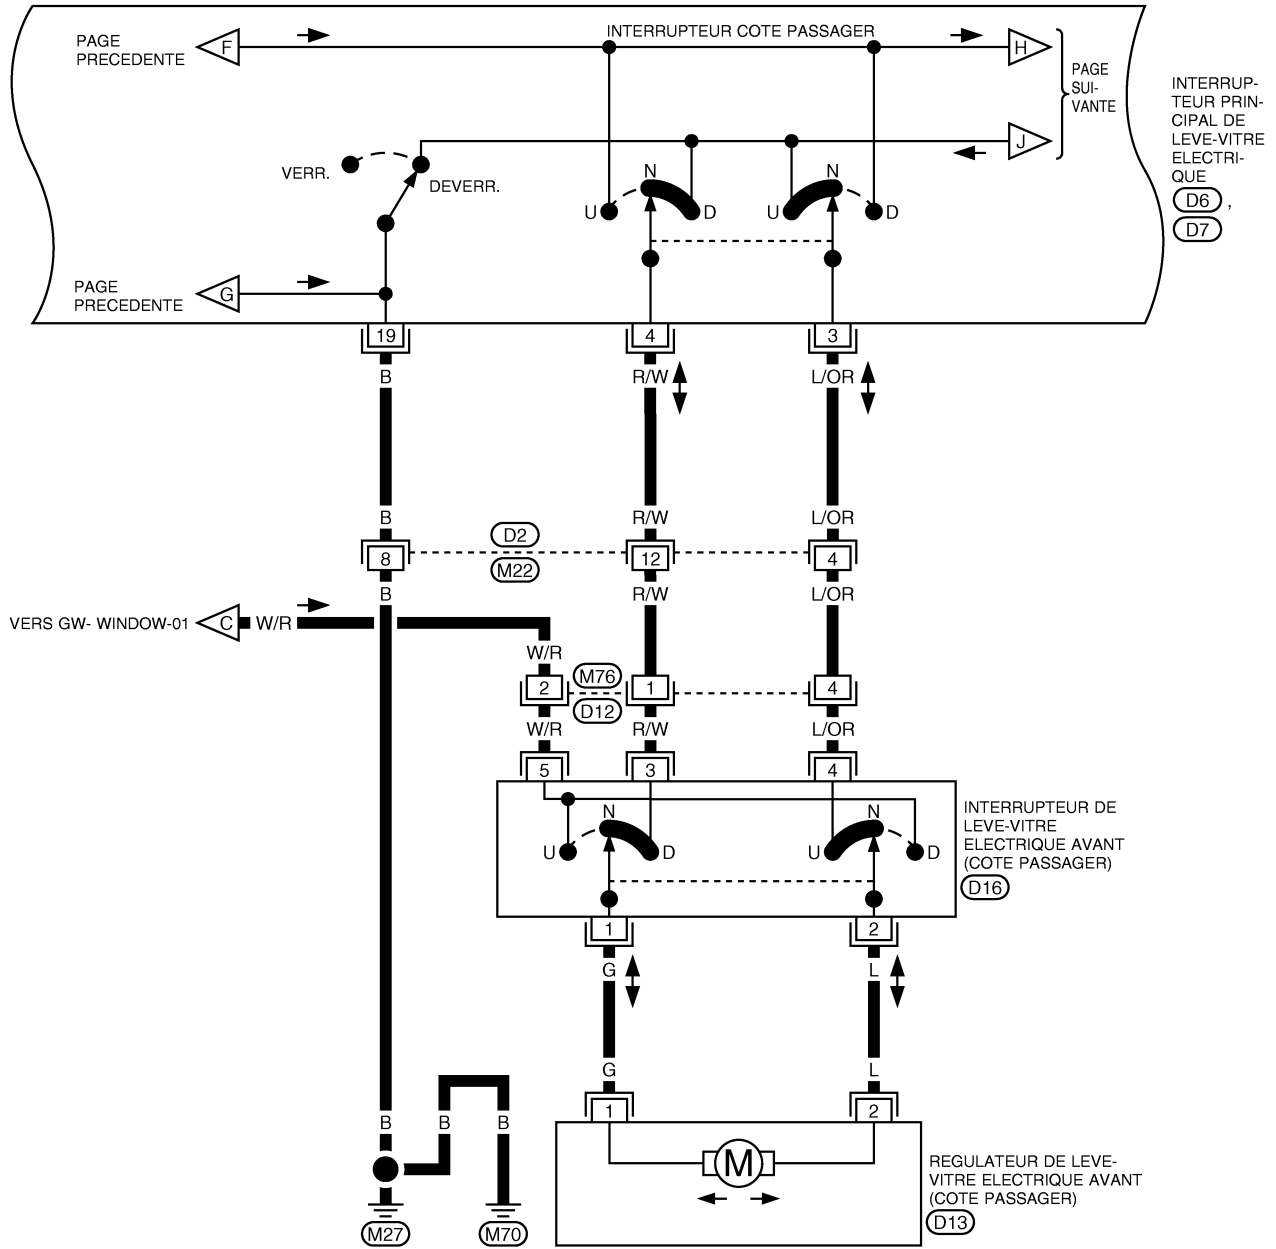 INTERRUPTEUR COTE PASSAGER
PAGE
PRECEDENTE
F
H
PAGE
SUI-
VANTE
J
INTERRUP-
TEUR PRIN-
CIPAL DE
LEVE-VITRE
ELECTRI-
QUE
D6 ,
D7
VERR.
DEVERR.
N
N
U
D
U
D
PAGE
PRECEDENTE
G
19
4
3
B
R/W
L/OR
B
R/W
L/OR
D2
8
12
4
M22
B
R/W
L/OR
VERS GW- WINDOW-01
C
W/R
W/R
M76
2
1
4
D12
W/R
R/W
L/OR
5
3
4
N
N
U
D
U
D
INTERRUPTEUR DE
LEVE-VITRE
ELECTRIQUE AVANT
(COTE PASSAGER)
D16
1
2
G
L
G
L
1
2
B
B
B
M
REGULATEUR DE LEVE-
VITRE ELECTRIQUE AVANT
(COTE PASSAGER)
D13
M27
M70